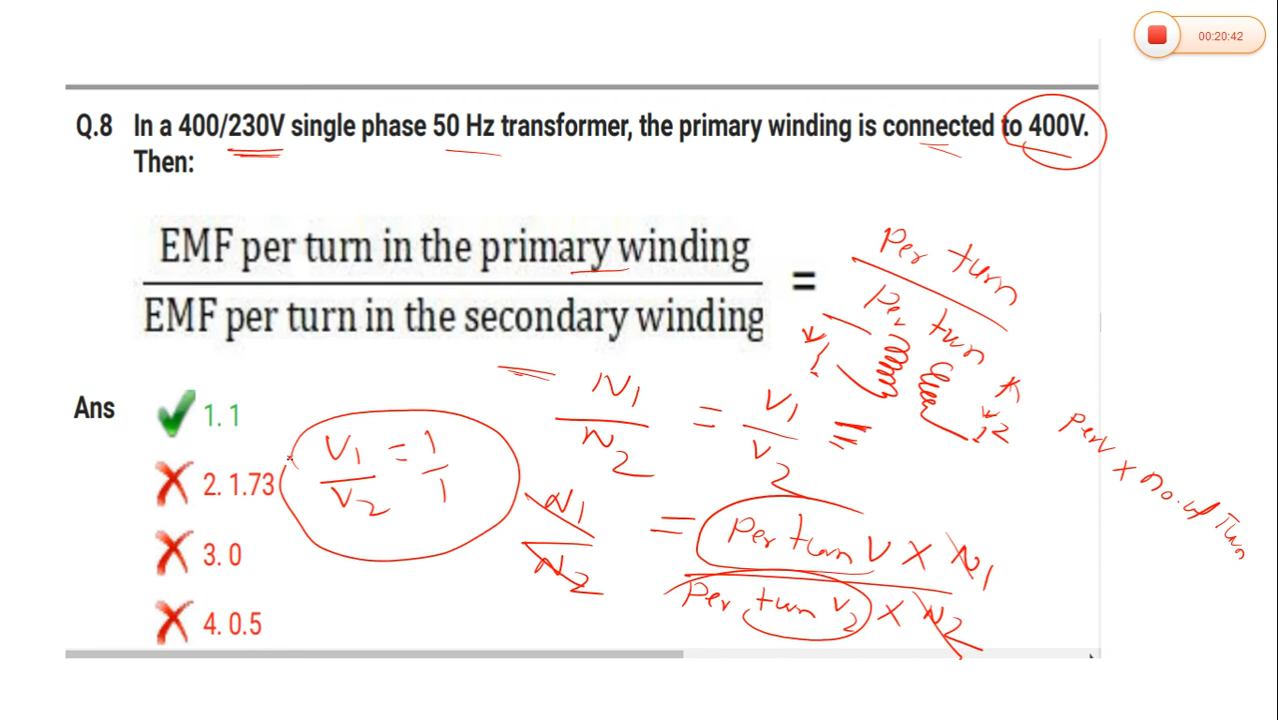 00:20:42
Q.8 In a 400/230V single phase 50 Hz transformer, the primary winding is connected to 400V.
Then:
EMF per turn in the primary winding
EMF per turn in the secondary winding
=
Per turn
Per turn
V1
V2
= N1 / N2 = V1 / V2 =
PerV x no. of Turn
Ans
1. 1
2. 1.73
3. 0
4. 0.5
V1 / V2 = 1 / 1
N1 / N2 = Per turn V x N1
Per turn V2 x N2